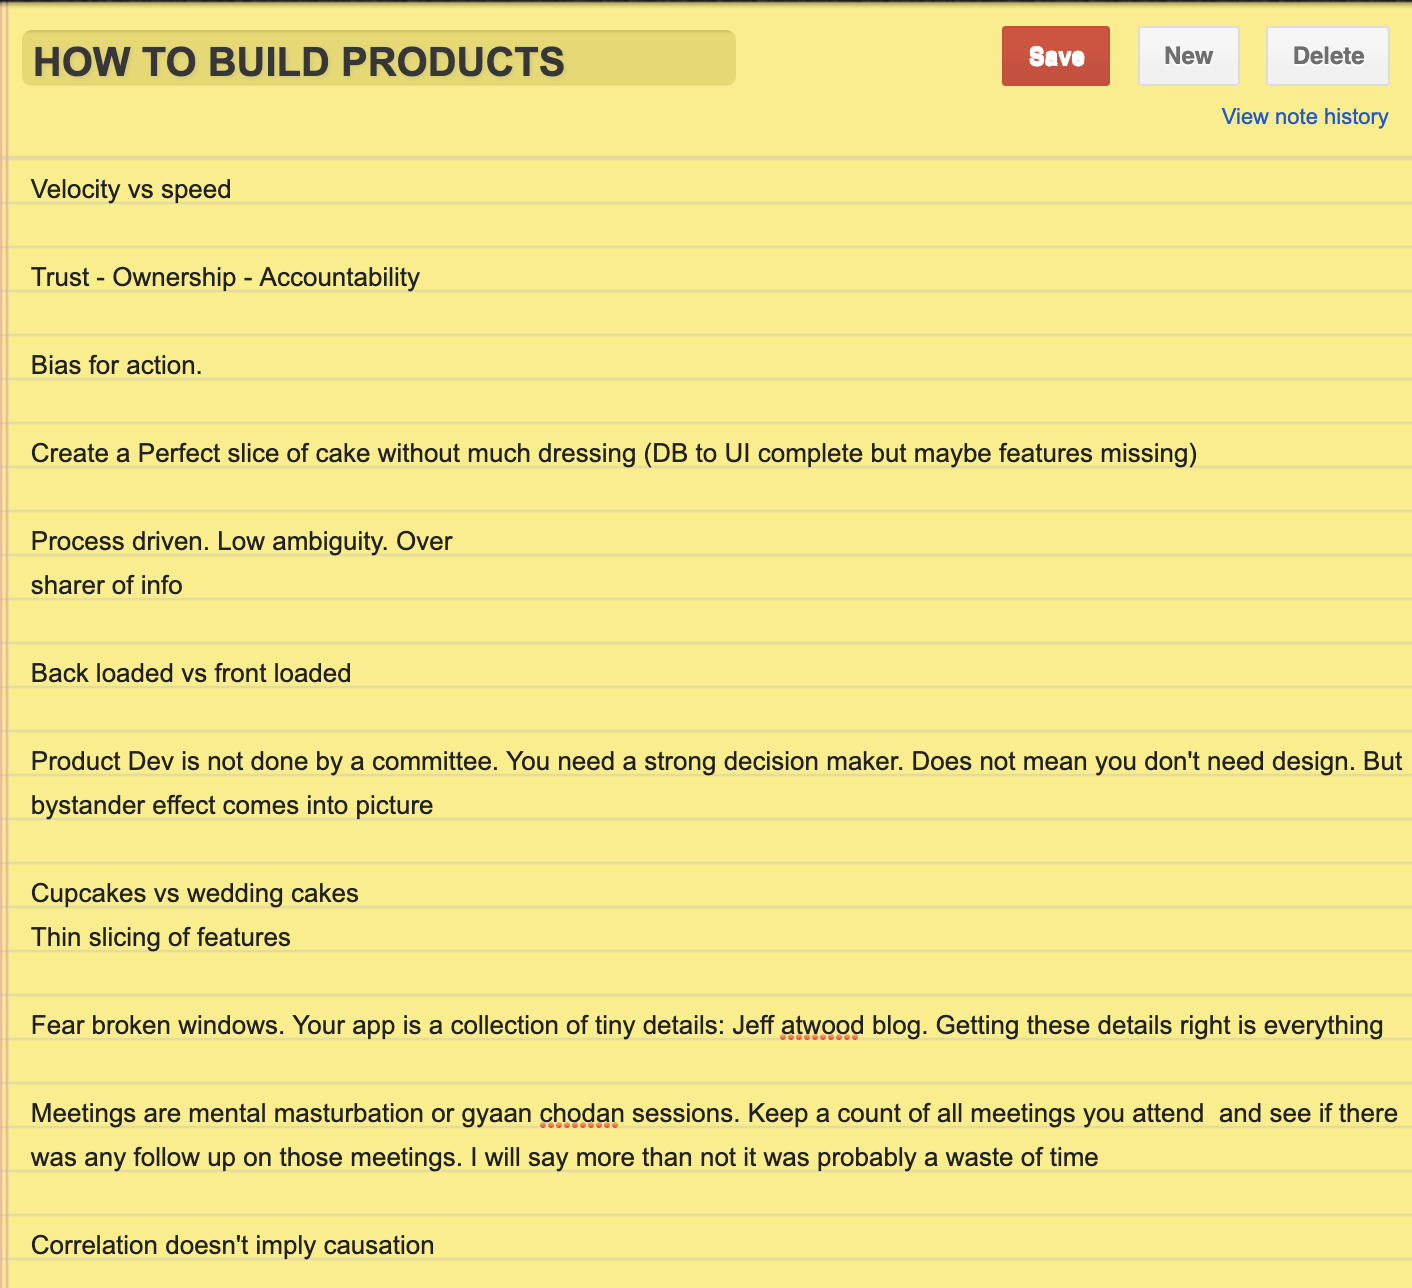 HOW TO BUILD PRODUCTS
Save
New
Delete
View note history
Velocity vs speed
Trust - Ownership - Accountability
Bias for action.
Create a Perfect slice of cake without much dressing (DB to UI complete but maybe features missing)
Process driven. Low ambiguity. Over
sharer of info
Back loaded vs front loaded
Product Dev is not done by a committee. You need a strong decision maker. Does not mean you don't need design. But
bystander effect comes into picture
Cupcakes vs wedding cakes
Thin slicing of features
Fear broken windows. Your app is a collection of tiny details: Jeff atwood blog. Getting these details right is everything
Meetings are mental masturbation or gyaan chodan sessions. Keep a count of all meetings you attend  and see if there
was any follow up on those meetings. I will say more than not it was probably a waste of time
Correlation doesn't imply causation